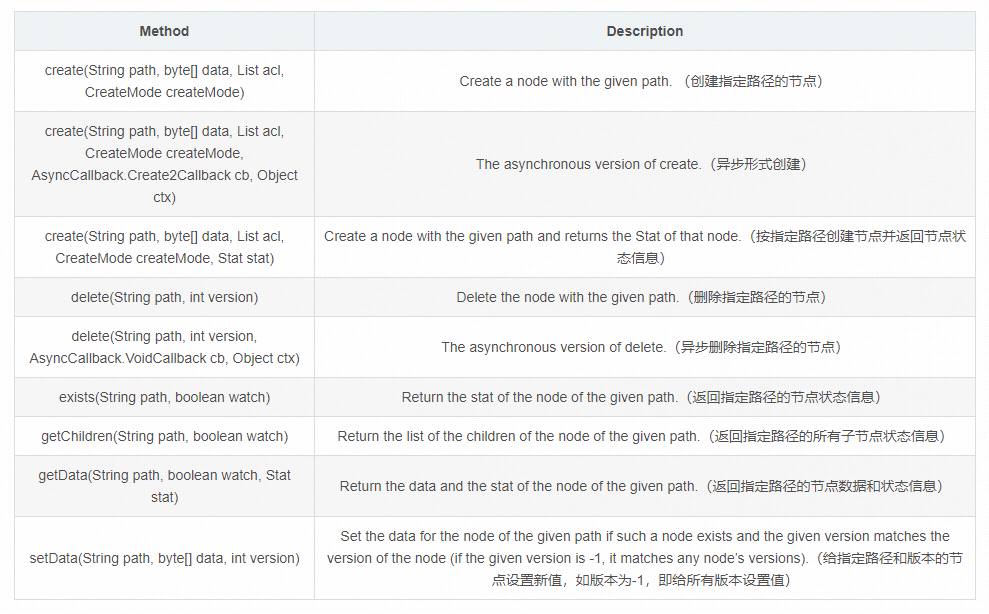 Method
Description
create(String path, byte[] data, List acl,
CreateMode createMode)
Create a node with the given path. （创建指定路径的节点）
create(String path, byte[] data, List acl,
CreateMode createMode,
AsyncCallback.Create2Callback cb, Object
ctx)
The asynchronous version of create.（异步形式创建）
create(String path, byte[] data, List acl,
CreateMode createMode, Stat stat)
Create a node with the given path and returns the Stat of that node.（按指定路径创建节点并返回节点状
态信息）
delete(String path, int version)
Delete the node with the given path.（删除指定路径的节点）
delete(String path, int version,
AsyncCallback.VoidCallback cb, Object ctx)
The asynchronous version of delete.（异步删除指定路径的节点）
exists(String path, boolean watch)
Return the stat of the node of the given path.（返回指定路径的节点状态信息）
getChildren(String path, boolean watch)
Return the list of the children of the node of the given path.（返回指定路径的所有子节点状态信息）
getData(String path, boolean watch, Stat
stat)
Return the data and the stat of the node of the given path.（返回指定路径的节点数据和状态信息）
setData(String path, byte[] data, int version)
Set the data for the node of the given path if such a node exists and the given version matches the
version of the node (if the given version is -1, it matches any node’s versions).（给指定路径和版本的节
点设置新值，如版本为-1，即给所有版本设置值）